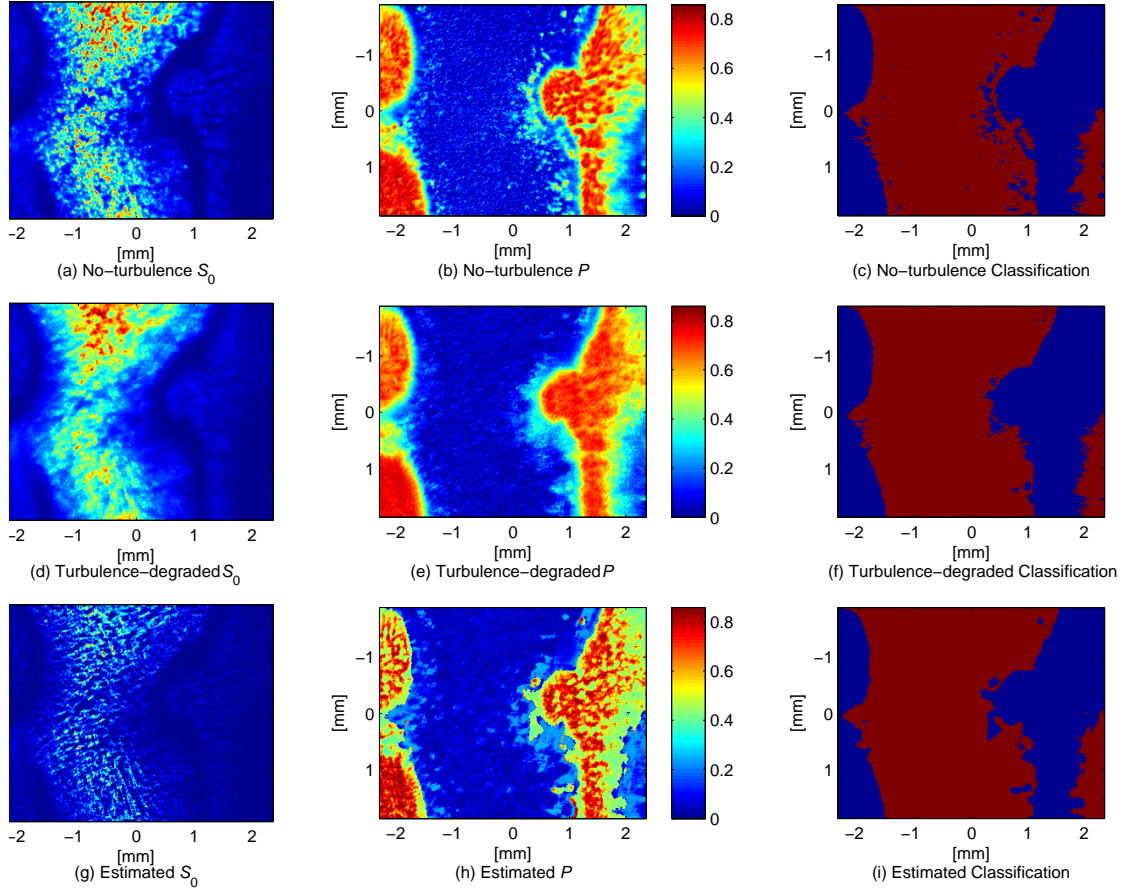 −1
0
1
[mm]
0.8
0.6
0.4
0.2
0
−1
0
1
[mm]
−2 −1 0 1 2
[mm]
(a) No−turbulence S0
−2 −1 0 1 2
[mm]
(b) No−turbulence P
−2 −1 0 1 2
[mm]
(c) No−turbulence Classification
−1
0
1
[mm]
0.8
0.6
0.4
0.2
0
−1
0
1
[mm]
−2 −1 0 1 2
[mm]
(d) Turbulence−degraded S0
−2 −1 0 1 2
[mm]
(e) Turbulence−degraded P
−2 −1 0 1 2
[mm]
(f) Turbulence−degraded Classification
−1
0
1
[mm]
0.8
0.6
0.4
0.2
0
−1
0
1
[mm]
−2 −1 0 1 2
[mm]
(g) Estimated S0
−2 −1 0 1 2
[mm]
(h) Estimated P
−2 −1 0 1 2
[mm]
(i) Estimated Classification